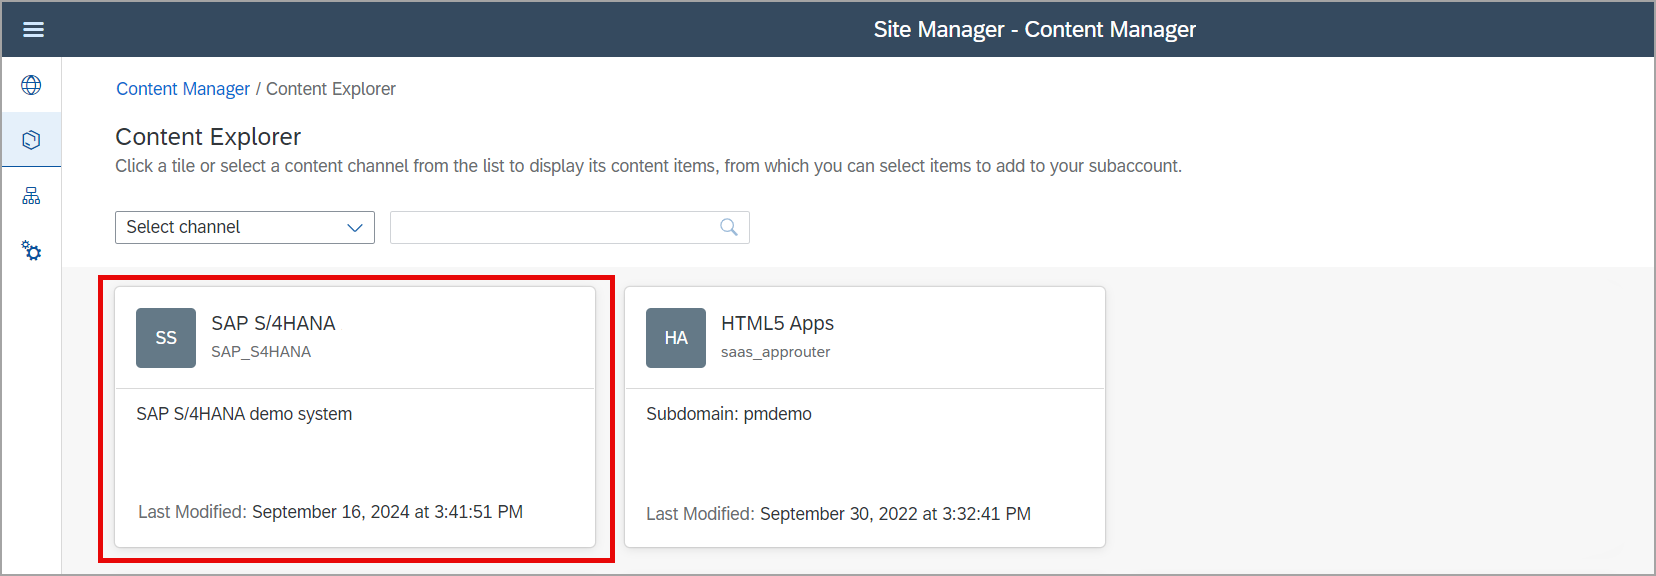 Site Manager - Content Manager
Content Manager / Content Explorer
Content Explorer
Click a tile or select a content channel from the list to display its content items, from which you can select items to add to your subaccount.
Select channel
SS
SAP S/4HANA
SAP_S4HANA
SAP S/4HANA demo system
Last Modified: September 16, 2024 at 3:41:51 PM
HA
HTML5 Apps
saas_approuter
Subdomain: pmdemo
Last Modified: September 30, 2022 at 3:32:41 PM